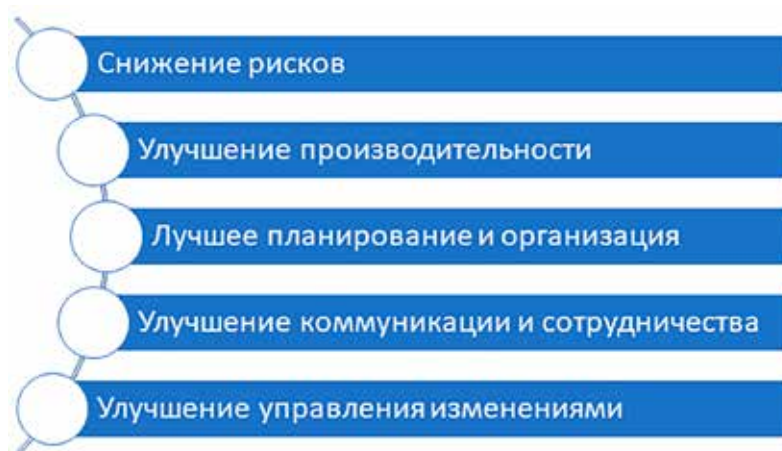 Снижение рисков
Улучшение производительности
Лучшее планирование и организация
Улучшение коммуникации и сотрудничества
Улучшение управления изменениями